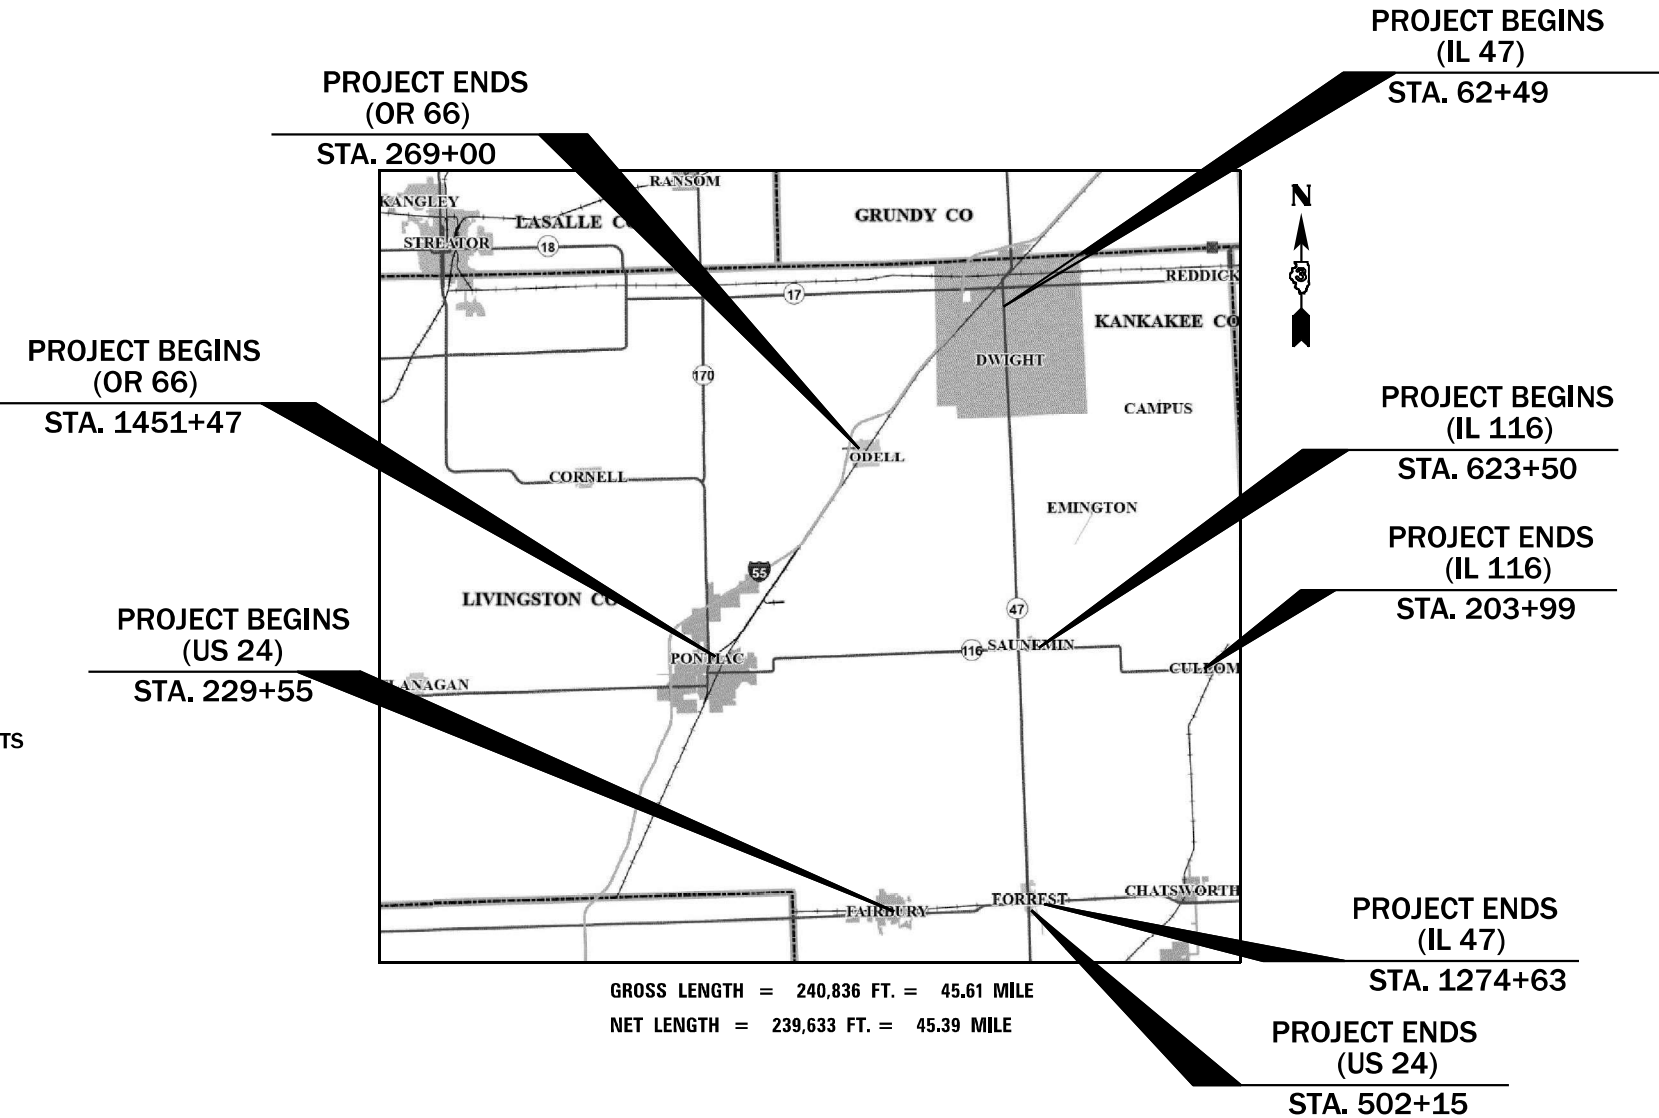 PROJECT BEGINS
(IL 47)
STA. 62+49
PROJECT ENDS
(OR 66)
STA. 269+00
N
3
RANSOM
KANGLEY
LASALLE C
GRUNDY CO
STREATOR
18
REDDICK
17
KANKAKEE CO
DWIGHT
170
CAMPUS
PROJECT BEGINS
(OR 66)
STA. 1451+47
PROJECT BEGINS
(IL 116)
STA. 623+50
ODELL
CORNELL
EMINGTON
PROJECT ENDS
(IL 116)
STA. 203+99
55
LIVINGSTON CO
47
116
SAUNEMIN
PONTIAC
CULLOM
LANAGAN
PROJECT BEGINS
(US 24)
STA. 229+55
TS
CHATSWORTH
FORREST
FAIRBURY
PROJECT ENDS
(IL 47)
STA. 1274+63
GROSS LENGTH = 240,836 FT. = 45.61 MILE
NET LENGTH = 239,633 FT. = 45.39 MILE
PROJECT ENDS
(US 24)
STA. 502+15